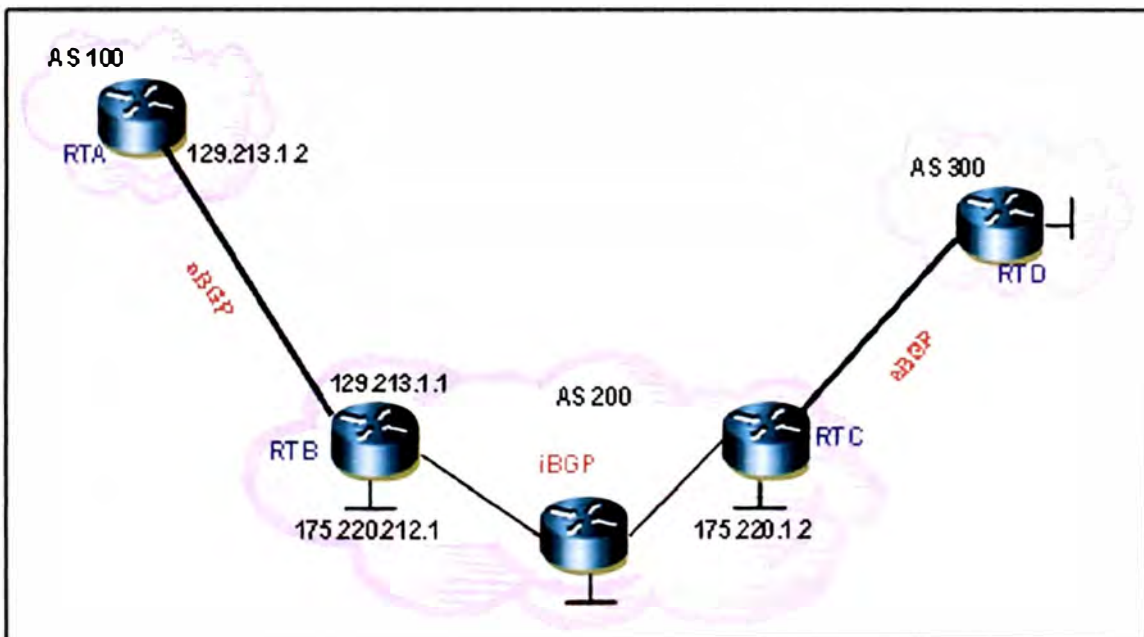 AS 100
RTA
129.213.1.2
eBGP
AS 300
RTD
eBGP
129.213.1.1
AS 200
RTB
RTC
iBGP
175.220.212.1
175.220.1.2